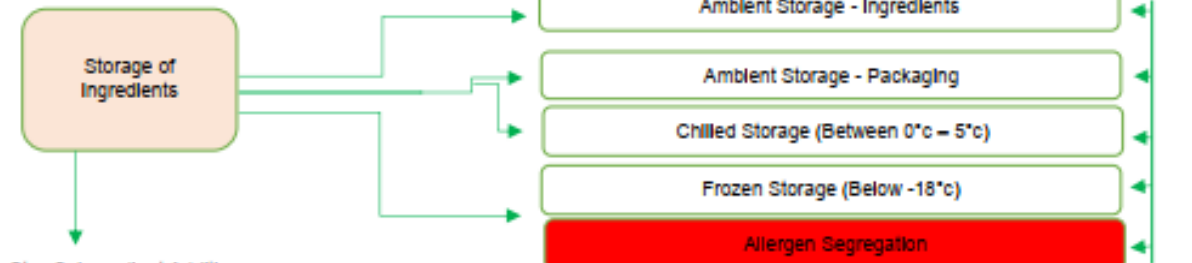 Ambient Storage - Ingredients
Storage of
Ingredients
Ambient Storage - Packaging
Chilled Storage (Between 0°c – 5°c)
Frozen Storage (Below -18°c)
Allergen Segregation